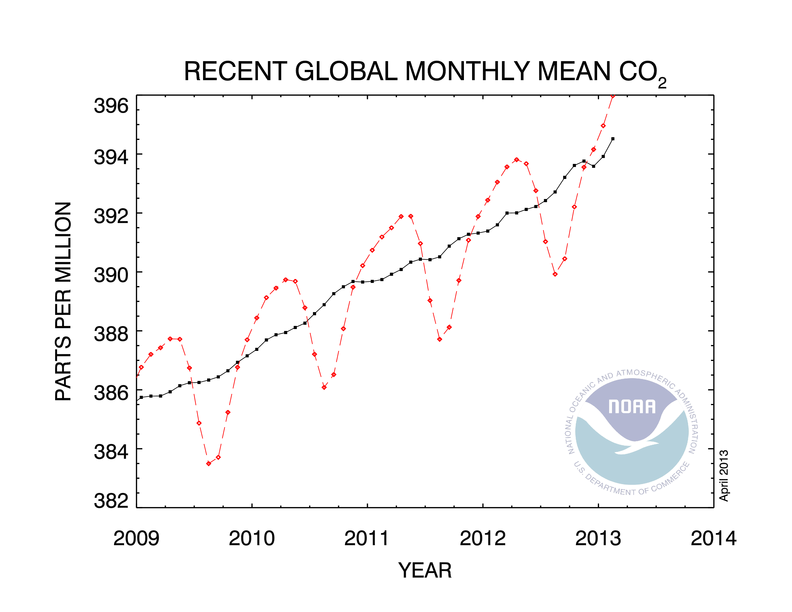 RECENT GLOBAL MONTHLY MEAN CO₂
396
394
392
390
388
386
384
382
PARTS PER MILLION
2009 2010 2011 2012 2013 2014
YEAR
NATIONAL OCEANIC AND ATMOSPHERIC ADMINISTRATION
NOAA
U.S. DEPARTMENT OF COMMERCE
April 2013